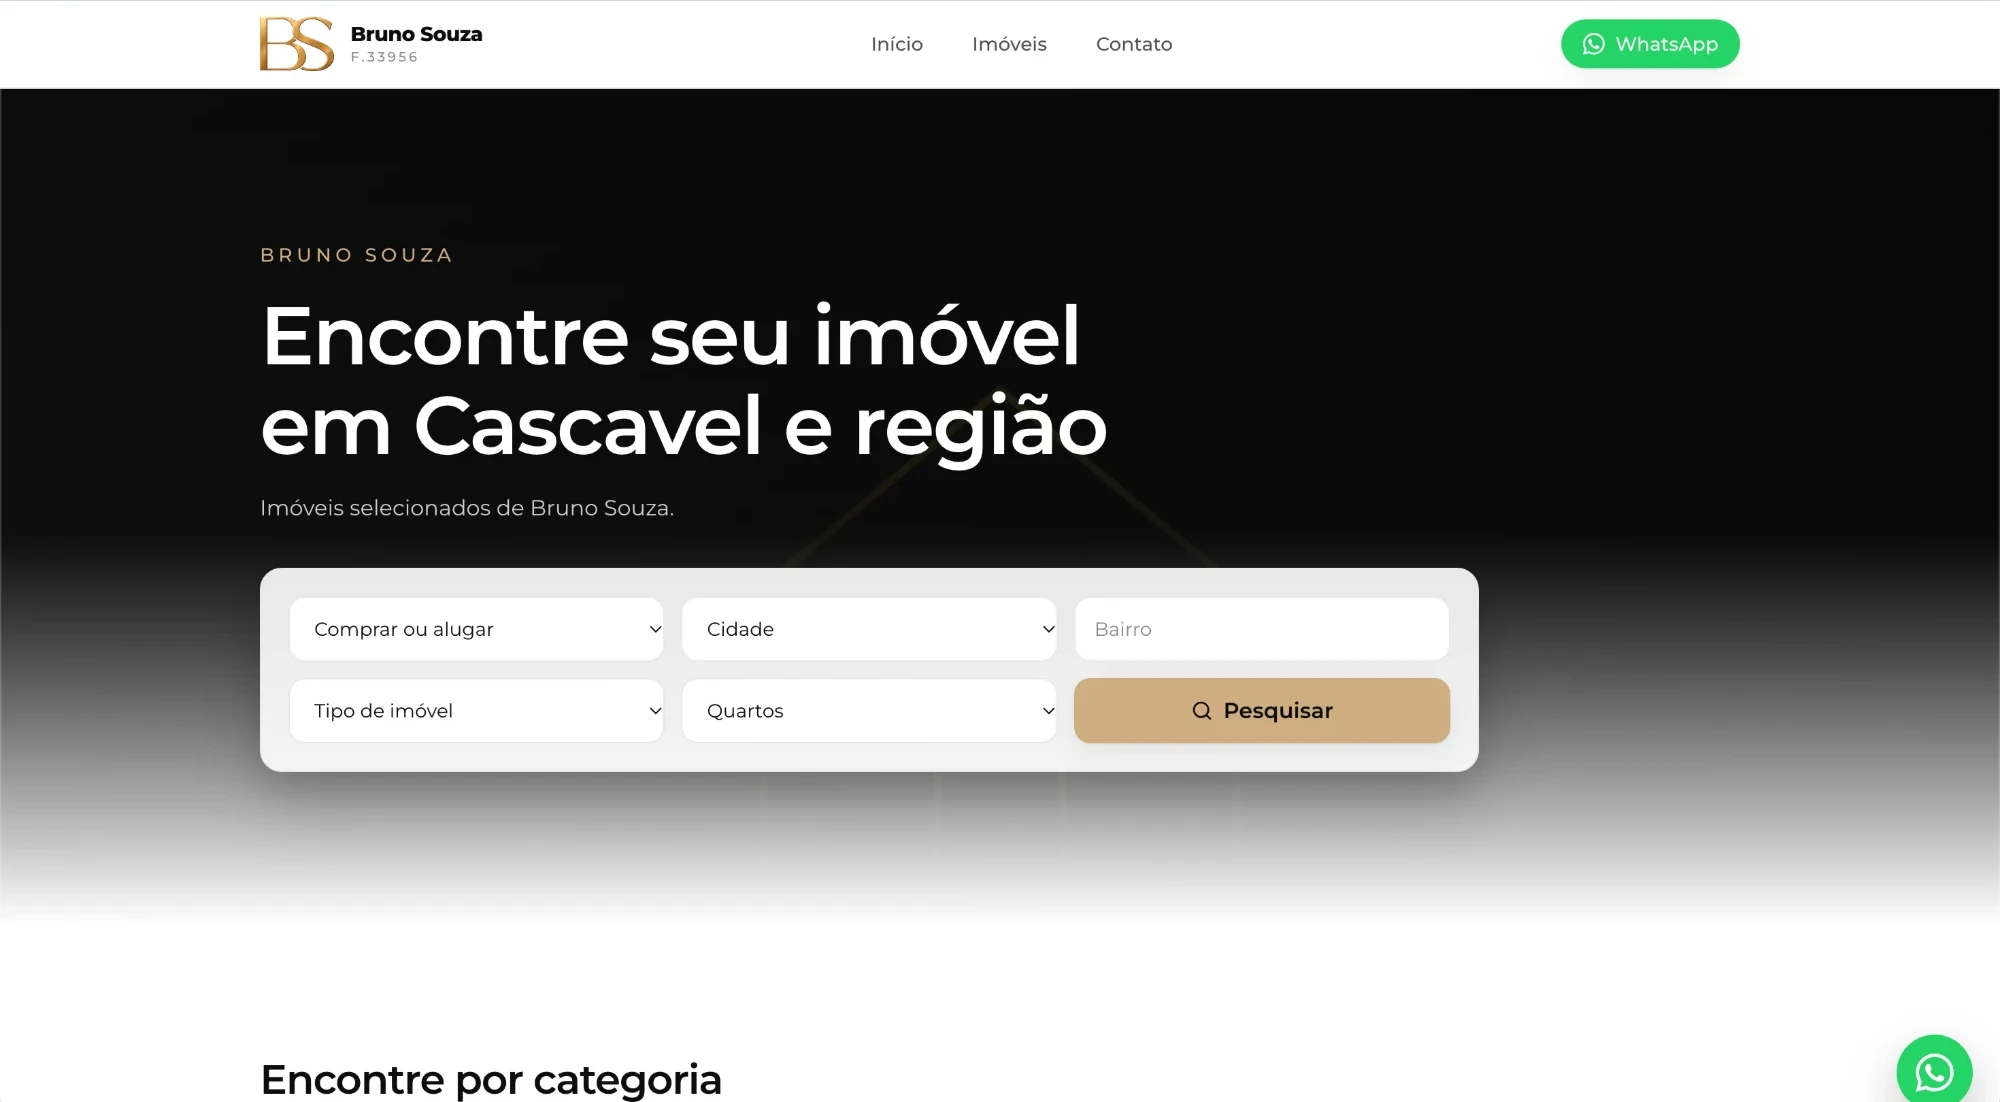 BS
Bruno Souza
F.33956
Início
Imóveis
Contato
WhatsApp
BRUNO SOUZA
Encontre seu imóvel
em Cascavel e região
Imóveis selecionados de Bruno Souza.
Comprar ou alugar
Cidade
Bairro
Tipo de imóvel
Quartos
Pesquisar
Encontre por categoria